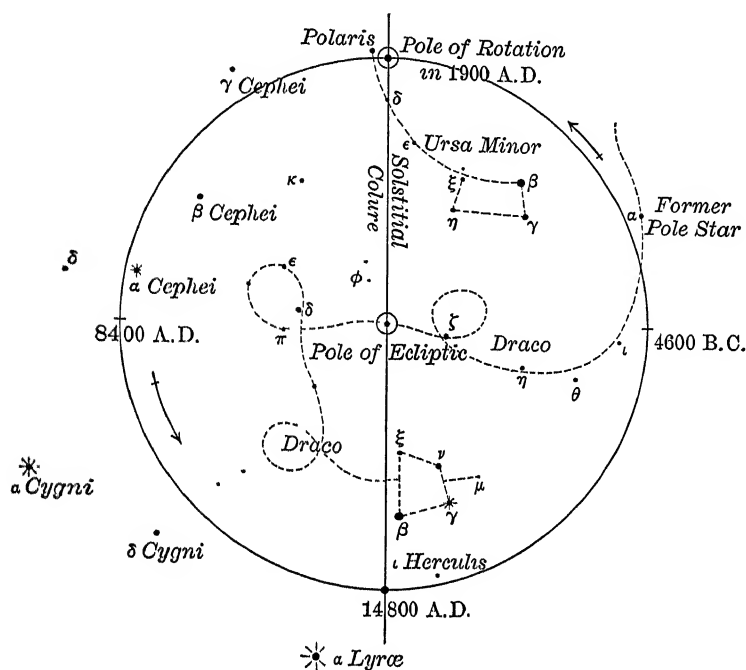 Polaris
Pole of Rotation
in 1900 A.D.
γ Cephei
δ
ϵ
Ursa Minor
κ
Solstitial
Colure
ξ
β
β Cephei
η
γ
α
Former
Pole Star
δ
ϵ
ϕ
α Cephei
δ
8400 A.D.
π
ζ
Draco
ι
4600 B.C.
Pole of Ecliptic
η
θ
Draco
ξ
ν
μ
α Cygni
β
γ
δ Cygni
ι Herculis
14800 A.D.
α Lyræ